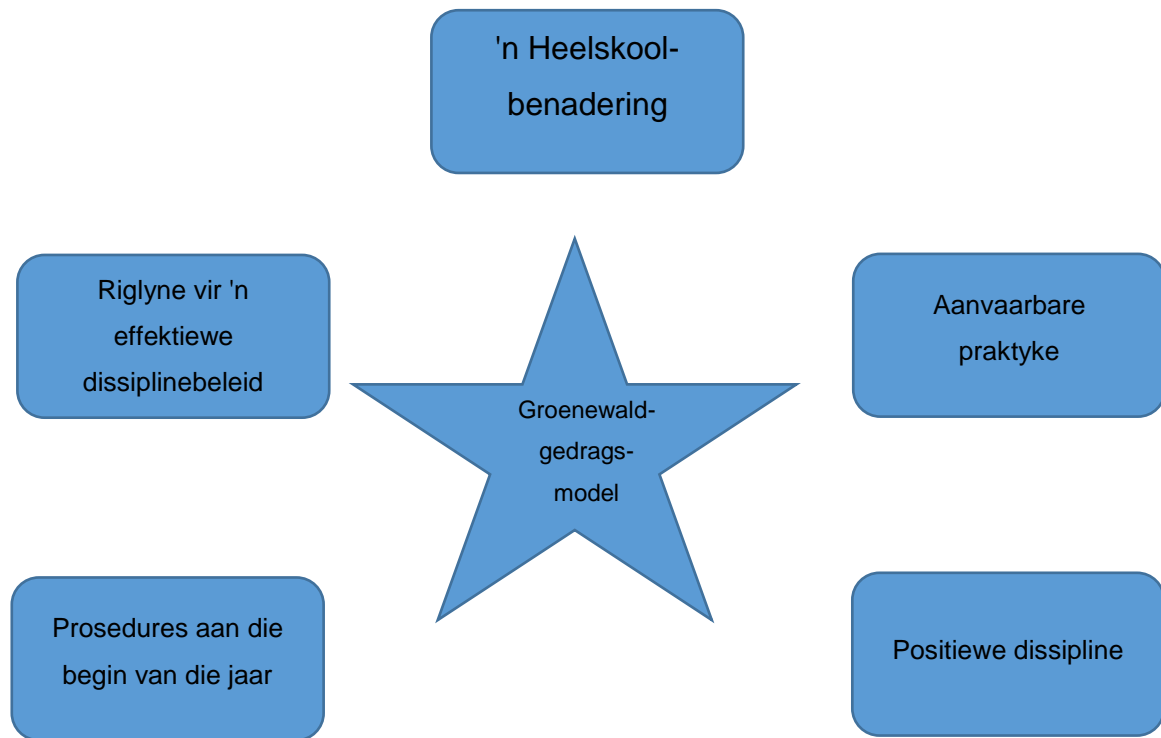 'n Heelskool-
benadering
Riglyne vir 'n
effektiewe
dissiplinebeleid
Aanvaarbare
praktyke
Groenewald-
gedrags-
model
Prosedures aan die
begin van die jaar
Positiewe dissipline